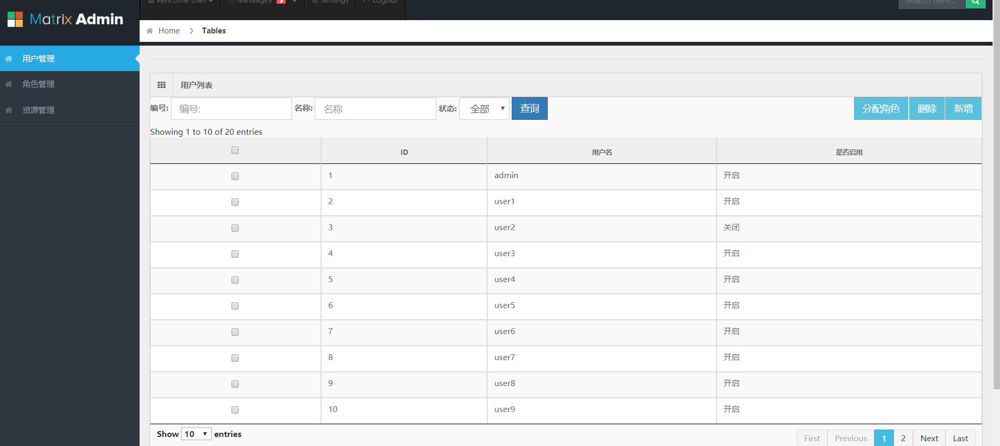 Welcome User Messages 5 Settings Logout Search here...
Matrix Admin
Home Tables
用户管理
角色管理
资源管理
用户列表
编号: 编号: 名称: 名称 状态: 全部 查询 分配角色 删除 新增
Showing 1 to 10 of 20 entries
ID 用户名 是否启用
1 admin 开启
2 user1 开启
3 user2 关闭
4 user3 开启
5 user4 开启
6 user5 开启
7 user6 开启
8 user7 开启
9 user8 开启
10 user9 开启
Show 10 entries First Previous 1 2 Next Last